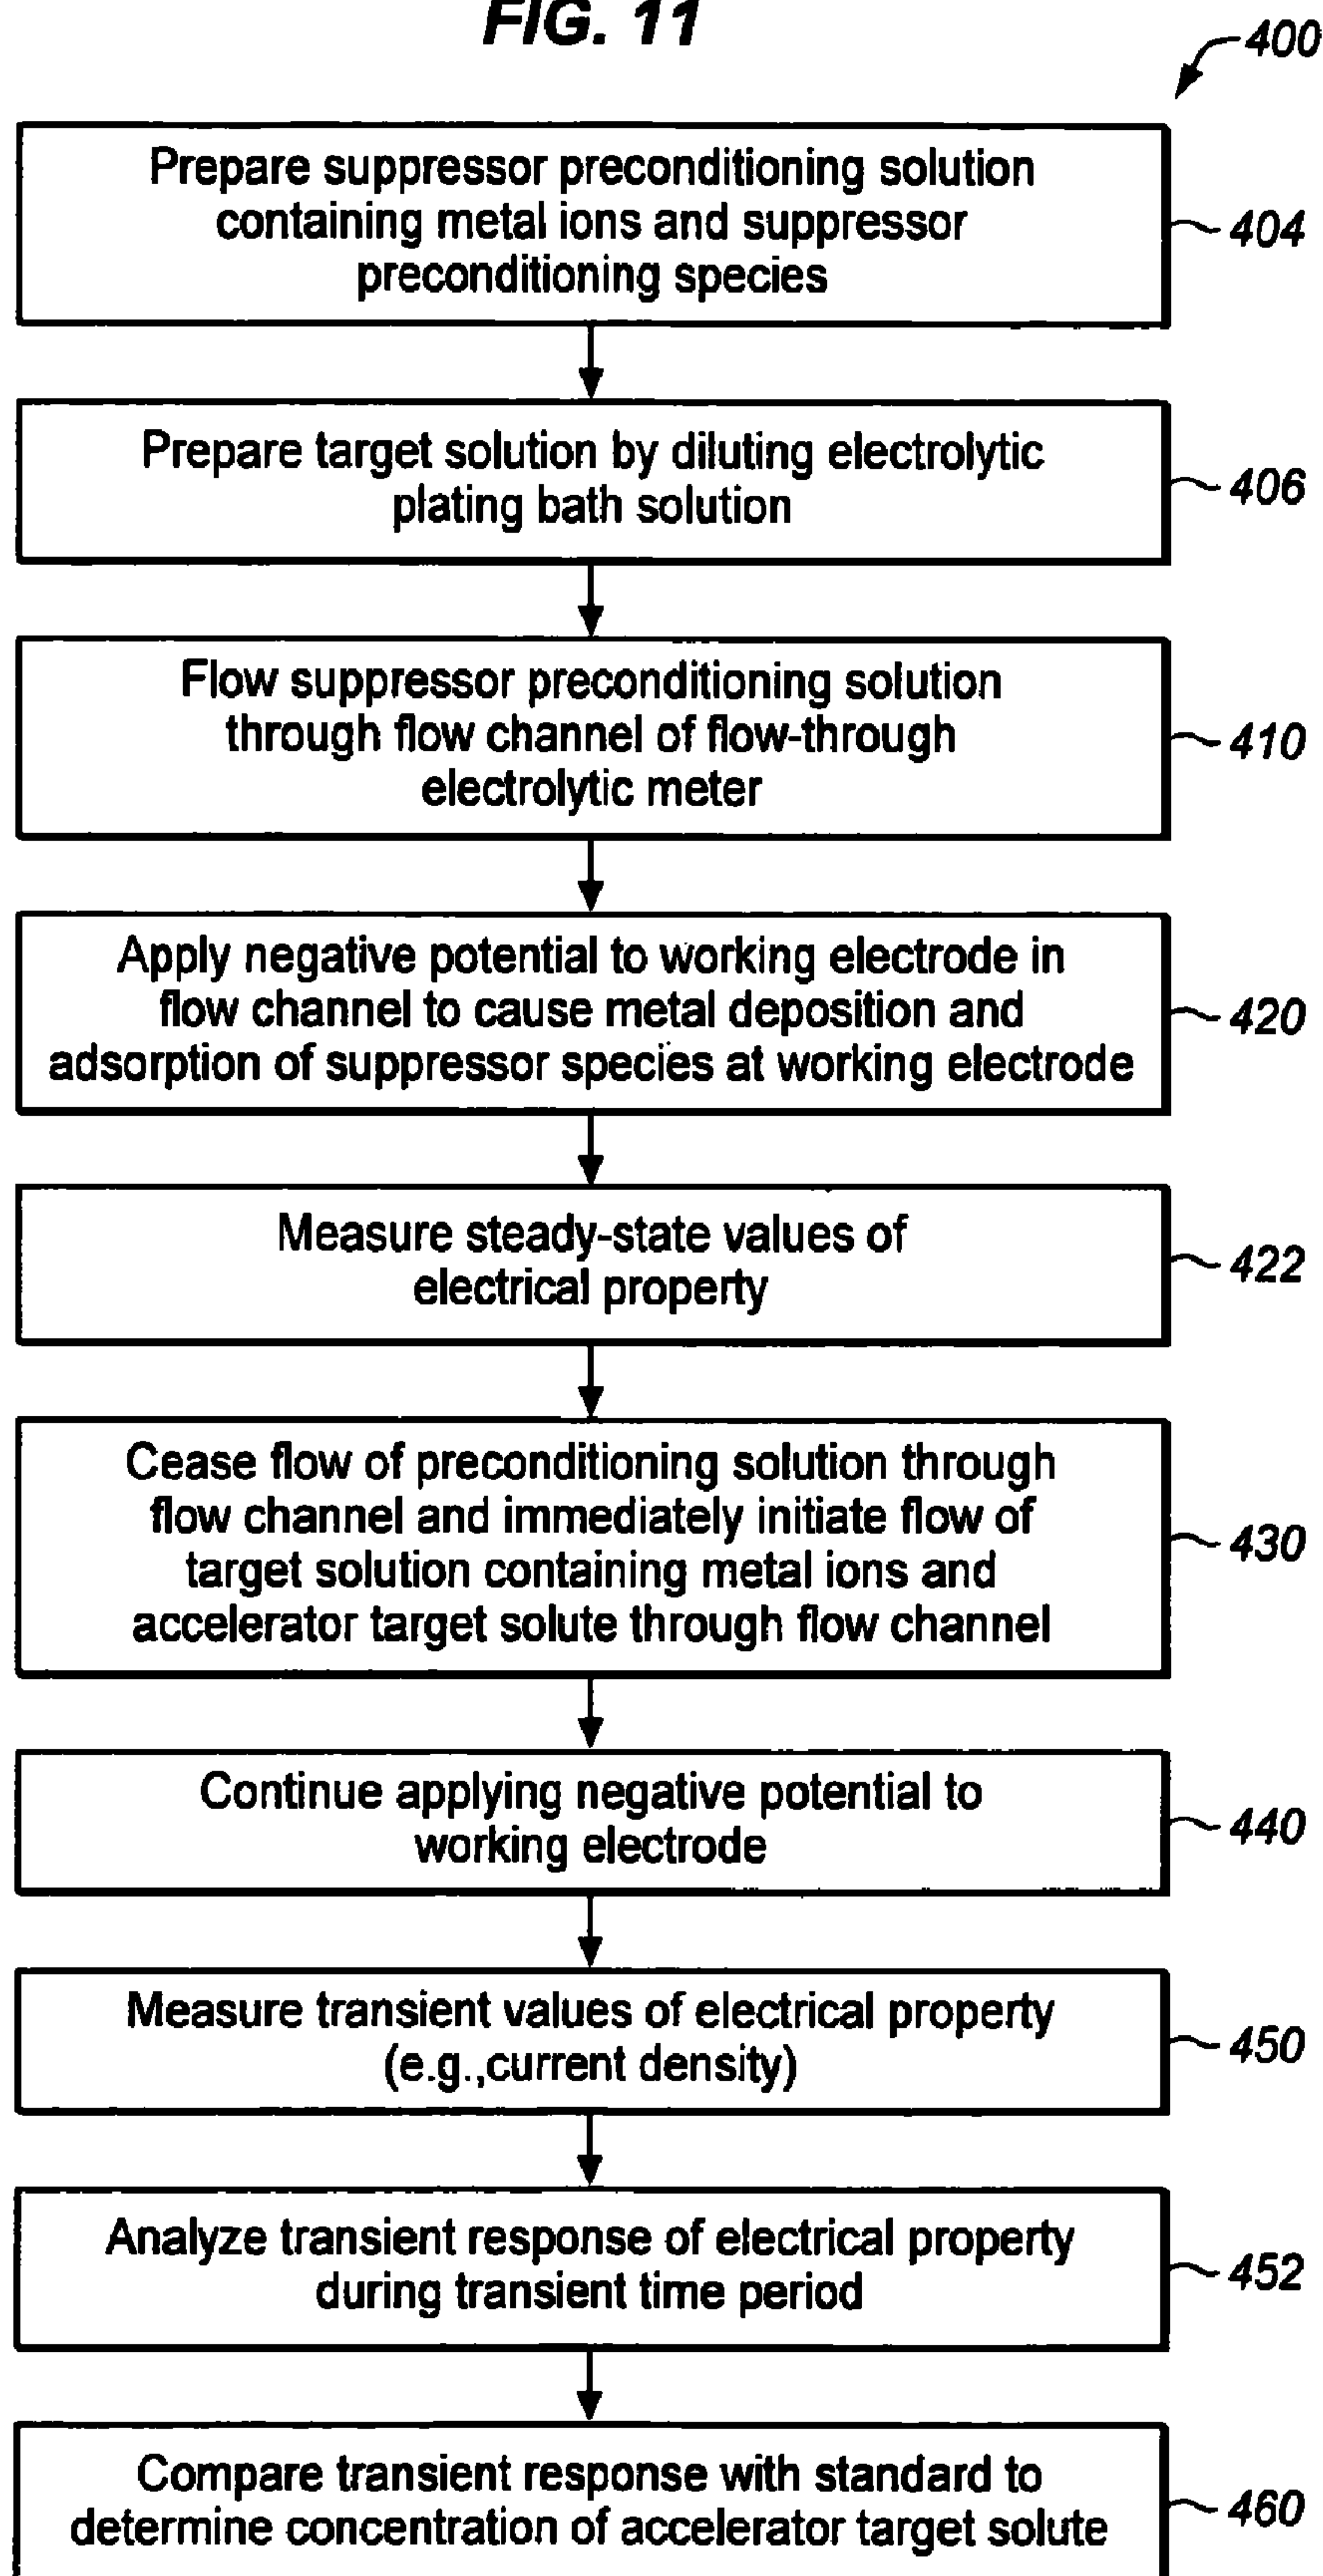 FIG. 11
400
Prepare suppressor preconditioning solution
containing metal ions and suppressor
preconditioning species
404
Prepare target solution by diluting electrolytic
plating bath solution
406
Flow suppressor preconditioning solution
through flow channel of flow-through
electrolytic meter
410
Apply negative potential to working electrode in
flow channel to cause metal deposition and
adsorption of suppressor species at working electrode
420
Measure steady-state values of
electrical property
422
Cease flow of preconditioning solution through
flow channel and immediately initiate flow of
target solution containing metal ions and
accelerator target solute through flow channel
430
Continue applying negative potential to
working electrode
440
Measure transient values of electrical property
(e.g.,current density)
450
Analyze transient response of electrical property
during transient time period
452
Compare transient response with standard to
determine concentration of accelerator target solute
460